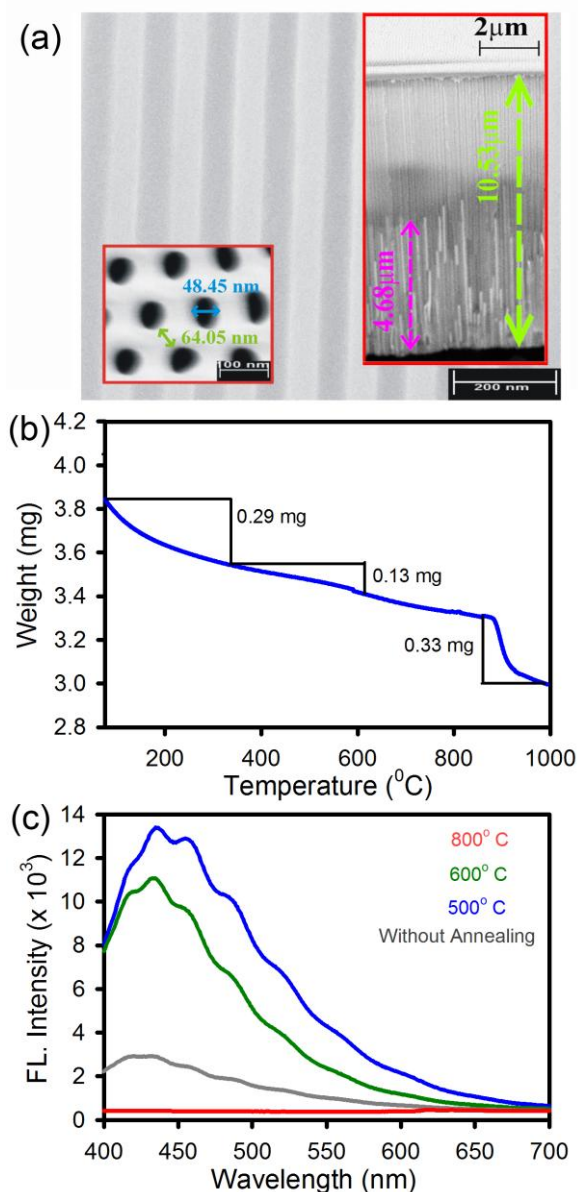 (a)
2μm
10.53μm
4.68μm
48.45 nm
64.05 nm
100 nm
200 nm
(b)
4.2
4.0
3.8
3.6
3.4
3.2
3.0
2.8
Weight (mg)
0.29 mg
0.13 mg
0.33 mg
200 400 600 800 1000
Temperature (⁰C)
(c)
14
12
10
8
6
4
2
0
FL. Intensity (x 10³)
800° C
600° C
500° C
Without Annealing
400 450 500 550 600 650 700
Wavelength (nm)